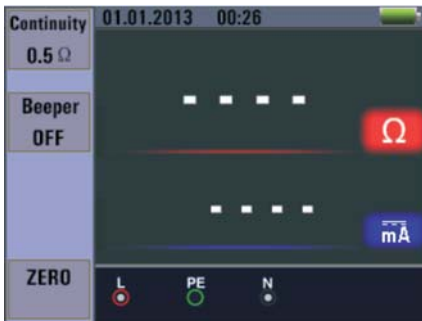 Continuity
0.5 Ω
Beeper
OFF
ZERO
01.01.2013 00:26
- - - -
Ω
- - - -
mA
L PE N